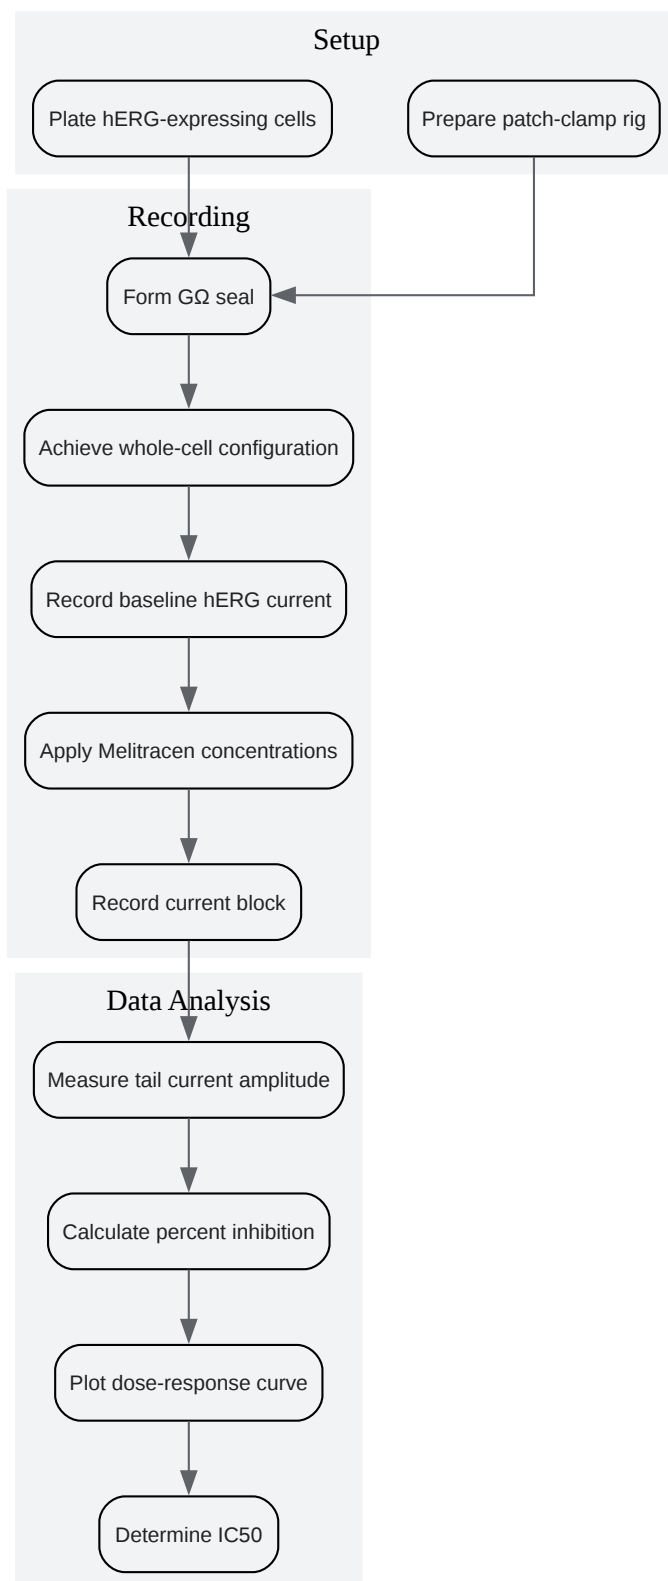 Setup
Plate hERG-expressing cells
Prepare patch-clamp rig
Recording
Form GΩ seal
Achieve whole-cell configuration
Record baseline hERG current
Apply Melitracen concentrations
Record current block
Data Analysis
Measure tail current amplitude
Calculate percent inhibition
Plot dose-response curve
Determine IC50